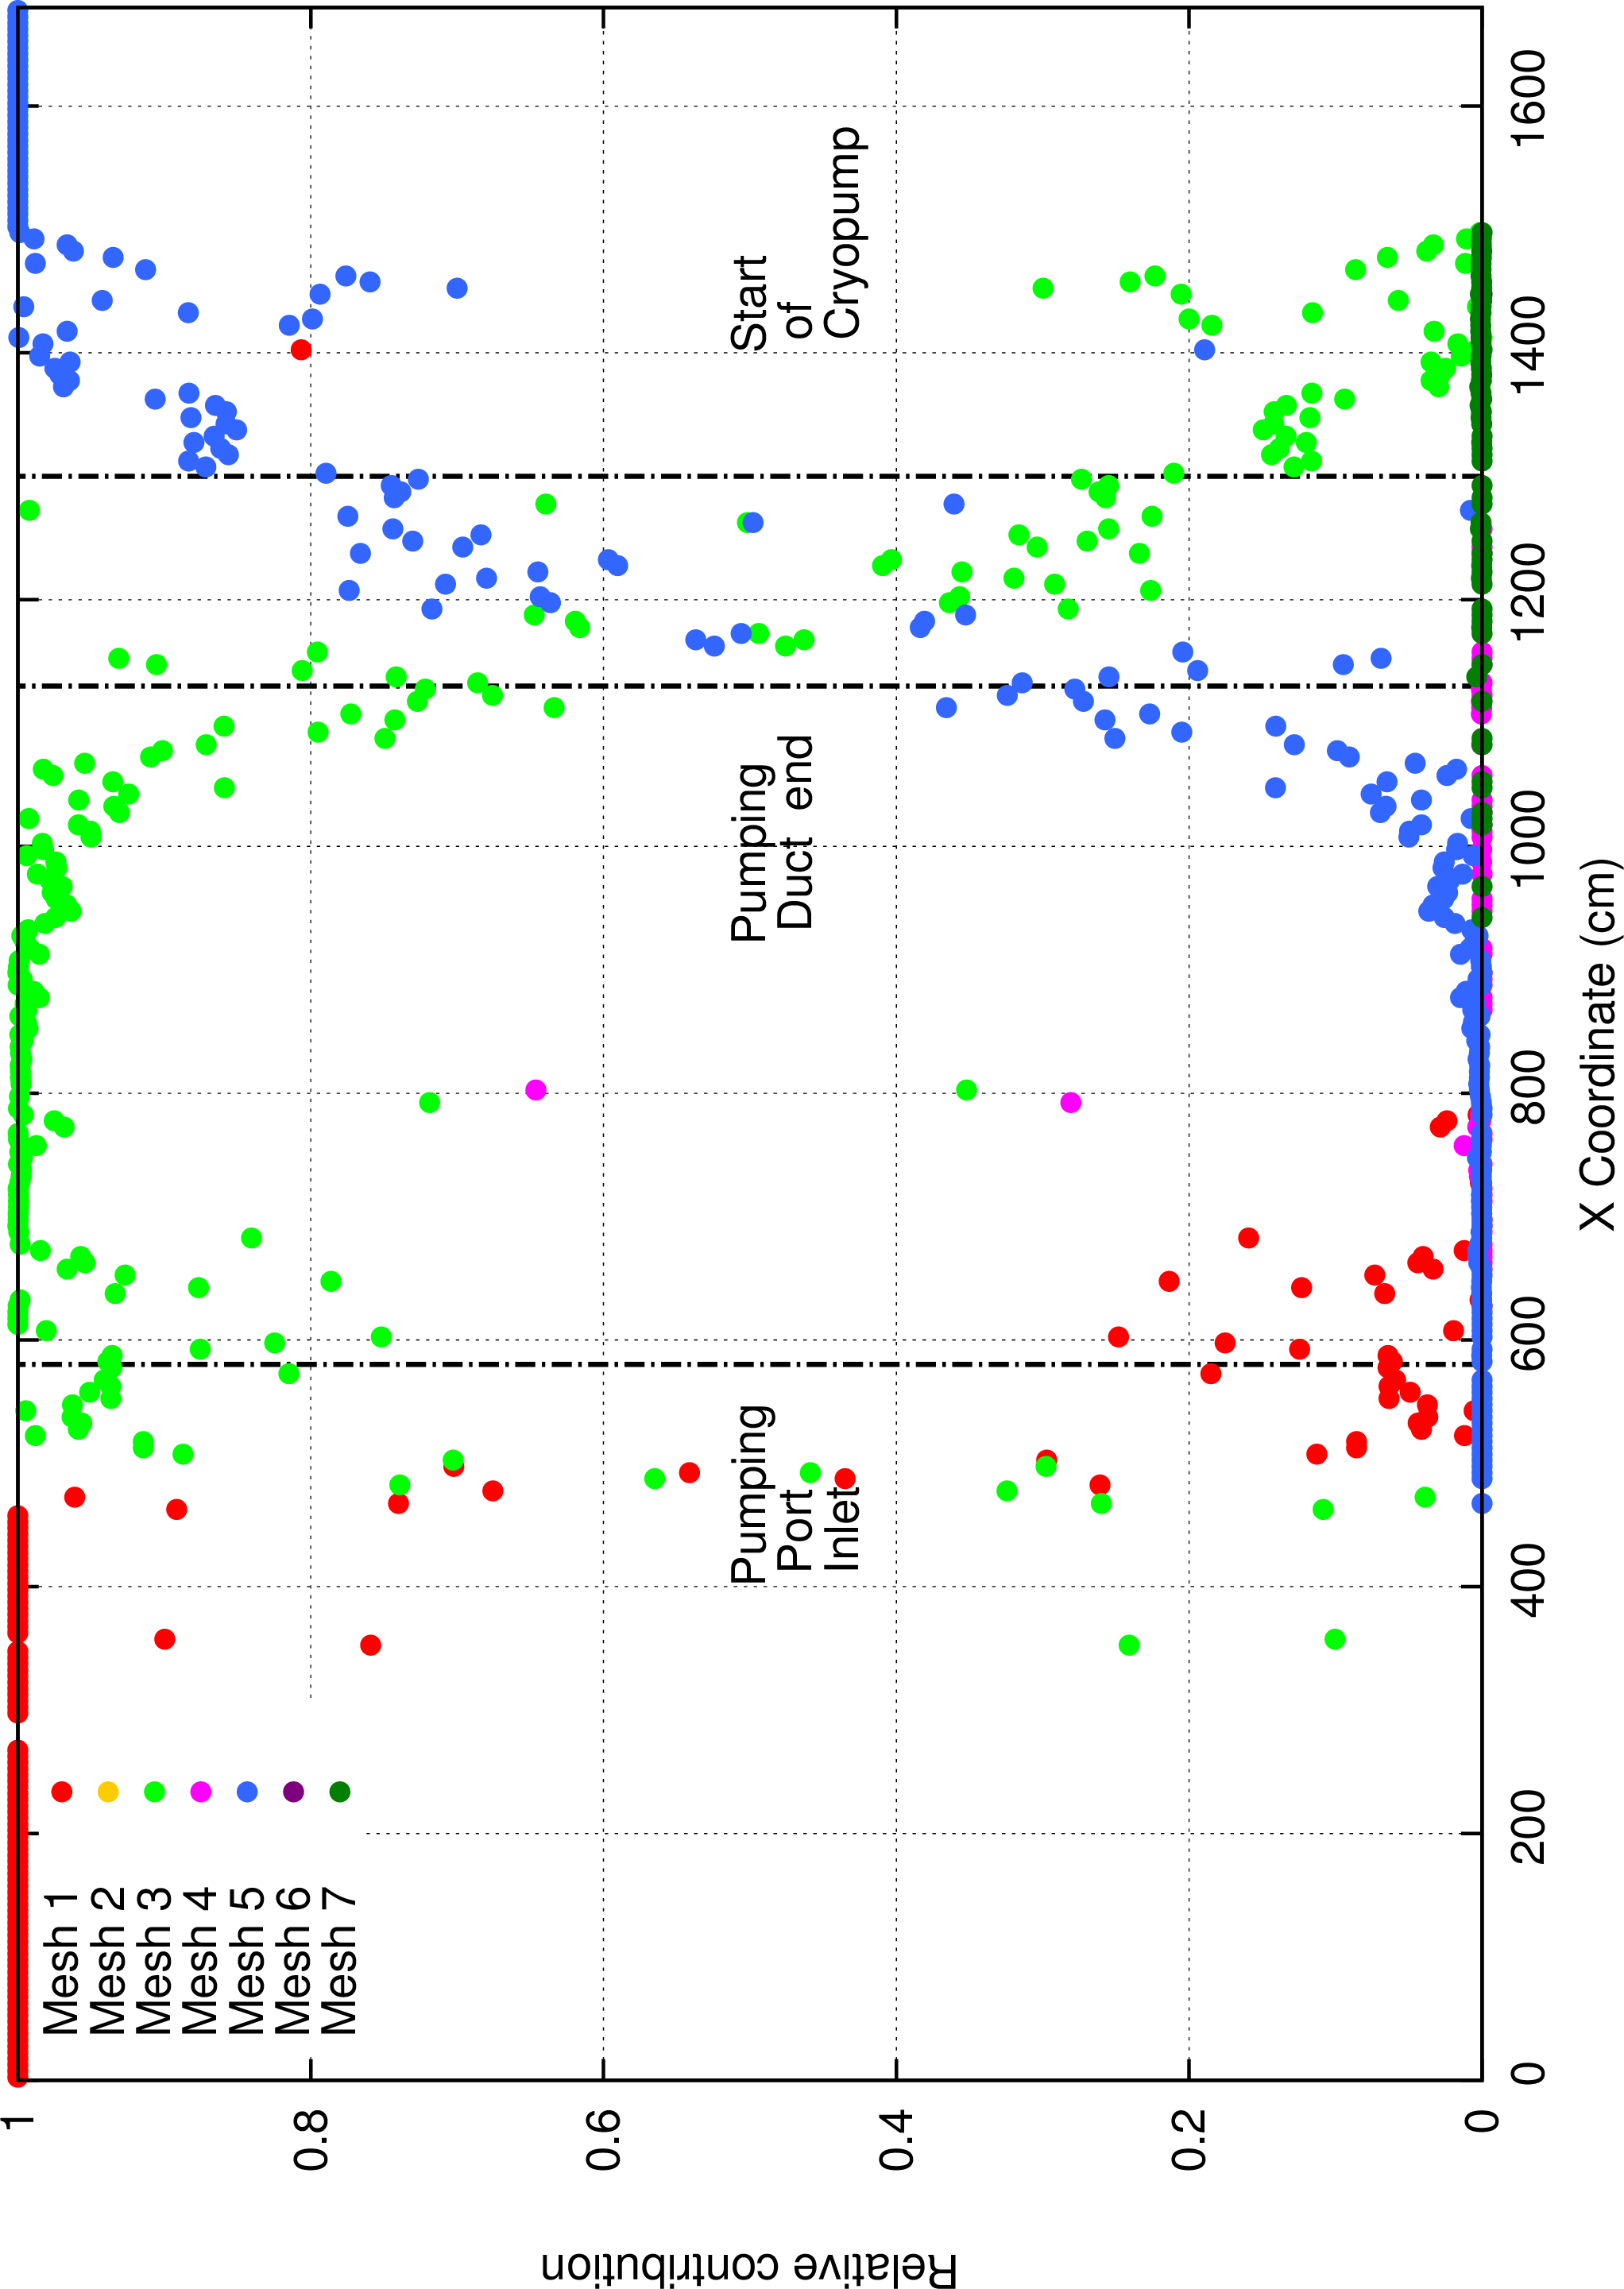 Relative contribution
1
0.8
0.6
0.4
0.2
0
0
200
400
600
800
1000
1200
1400
1600
X Coordinate (cm)
Mesh 1
Mesh 2
Mesh 3
Mesh 4
Mesh 5
Mesh 6
Mesh 7
Pumping
Port
Inlet
Pumping
Duct end
Start
of
Cryopump